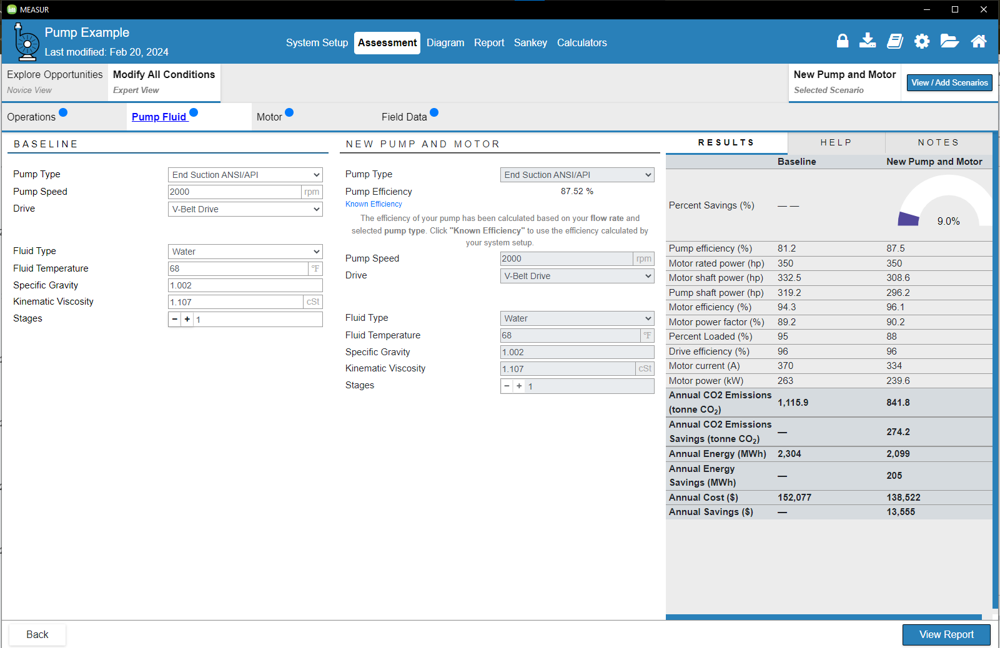 MEASUR
Pump Example
Last modified: Feb 20, 2024
System Setup Assessment Diagram Report Sankey Calculators
Explore Opportunities
Novice View
Modify All Conditions
Expert View
New Pump and Motor
Selected Scenario
View / Add Scenarios
Operations Pump Fluid Motor Field Data
BASELINE
Pump Type End Suction ANSI/API
Pump Speed 2000 rpm
Drive V-Belt Drive
Fluid Type Water
Fluid Temperature 68 °F
Specific Gravity 1.002
Kinematic Viscosity 1.107 cSt
Stages − + 1
NEW PUMP AND MOTOR
Pump Type End Suction ANSI/API
Pump Efficiency 87.52 %
Known Efficiency
The efficiency of your pump has been calculated based on your flow rate and
selected pump type. Click "Known Efficiency" to use the efficiency calculated by
your system setup.
Pump Speed 2000 rpm
Drive V-Belt Drive
Fluid Type Water
Fluid Temperature 68 °F
Specific Gravity 1.002
Kinematic Viscosity 1.107 cSt
Stages − + 1
RESULTS HELP NOTES
Baseline New Pump and Motor
Percent Savings (%) — — 9.0%
Pump efficiency (%) 81.2 87.5
Motor rated power (hp) 350 350
Motor shaft power (hp) 332.5 308.6
Pump shaft power (hp) 319.2 296.2
Motor efficiency (%) 94.3 96.1
Motor power factor (%) 89.2 90.2
Percent Loaded (%) 95 88
Drive efficiency (%) 96 96
Motor current (A) 370 334
Motor power (kW) 263 239.6
Annual CO2 Emissions
(tonne CO₂) 1,115.9 841.8
Annual CO2 Emissions
Savings (tonne CO₂) — 274.2
Annual Energy (MWh) 2,304 2,099
Annual Energy
Savings (MWh) — 205
Annual Cost ($) 152,077 138,522
Annual Savings ($) — 13,555
Back
View Report